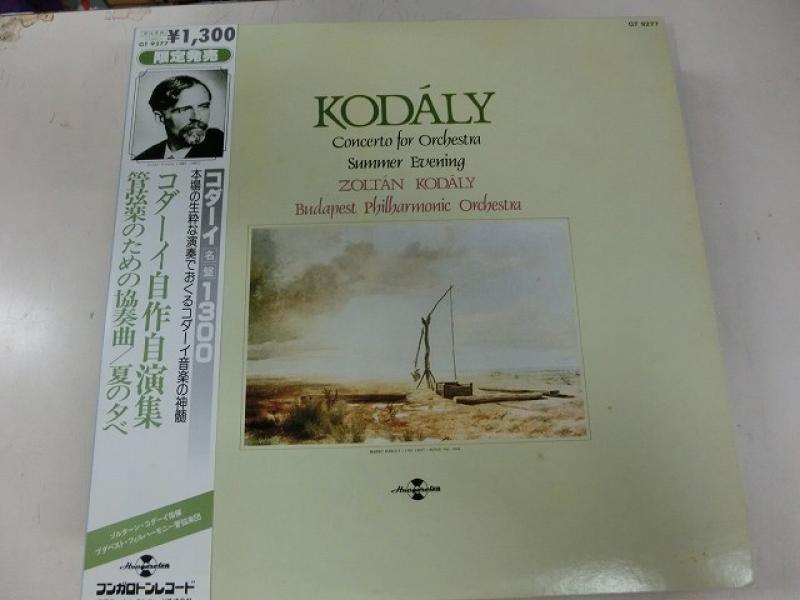 ¥1,300
GT 9277
限定発売
コダーイ名盤1300
本場の生粋な演奏でおくるコダーイ音楽の神髄
コダーイ自作自演集
管弦楽のための協奏曲/夏の夕べ
ゾルターン・コダーイ指揮
ブダペスト・フィルハーモニー管弦楽団
Hungaroton
フンガロトンレコード
GT 9277
KODÁLY
Concerto for Orchestra
Summer Evening
ZOLTÁN KODÁLY
Budapest Philharmonic Orchestra
Hungaroton